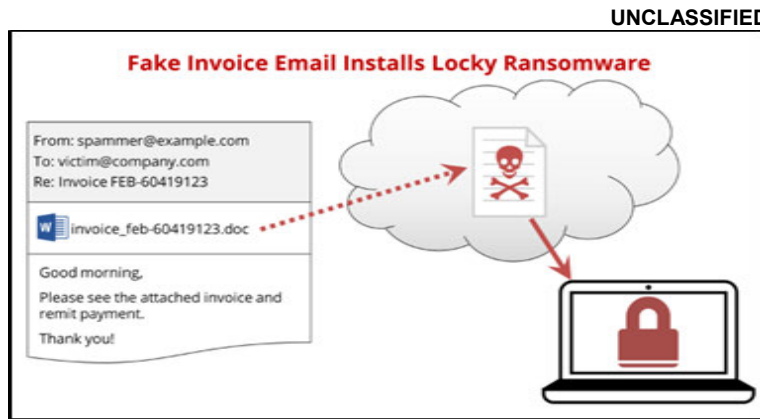 UNCLASSIFIED
Fake Invoice Email Installs Locky Ransomware
From: spammer@example.com
To: victim@company.com
Re: Invoice FEB-60419123
W
invoice_feb-60419123.doc
Good morning,
Please see the attached invoice and
remit payment.
Thank you!